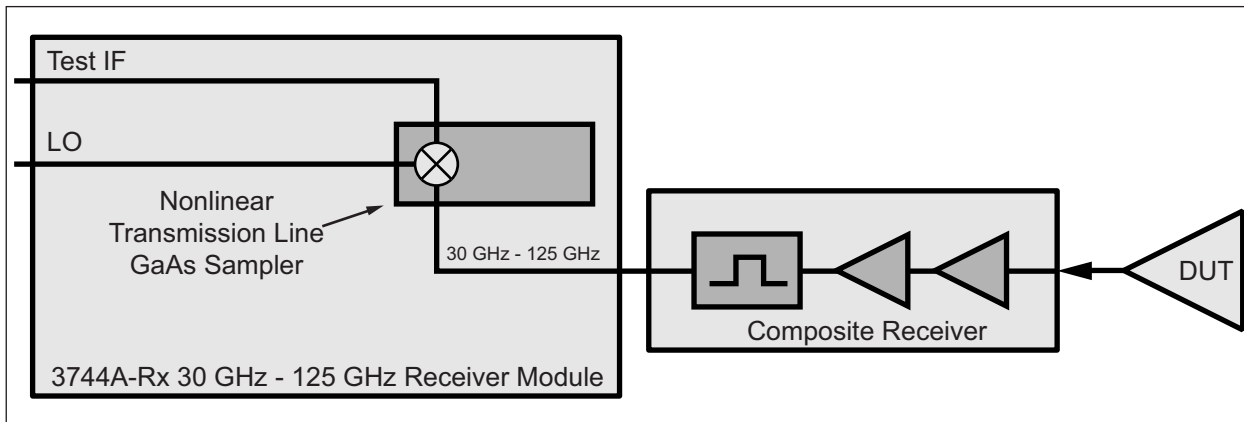 Test IF
LO
Nonlinear
Transmission Line
GaAs Sampler
30 GHz - 125 GHz
DUT
Composite Receiver
3744A-Rx 30 GHz - 125 GHz Receiver Module